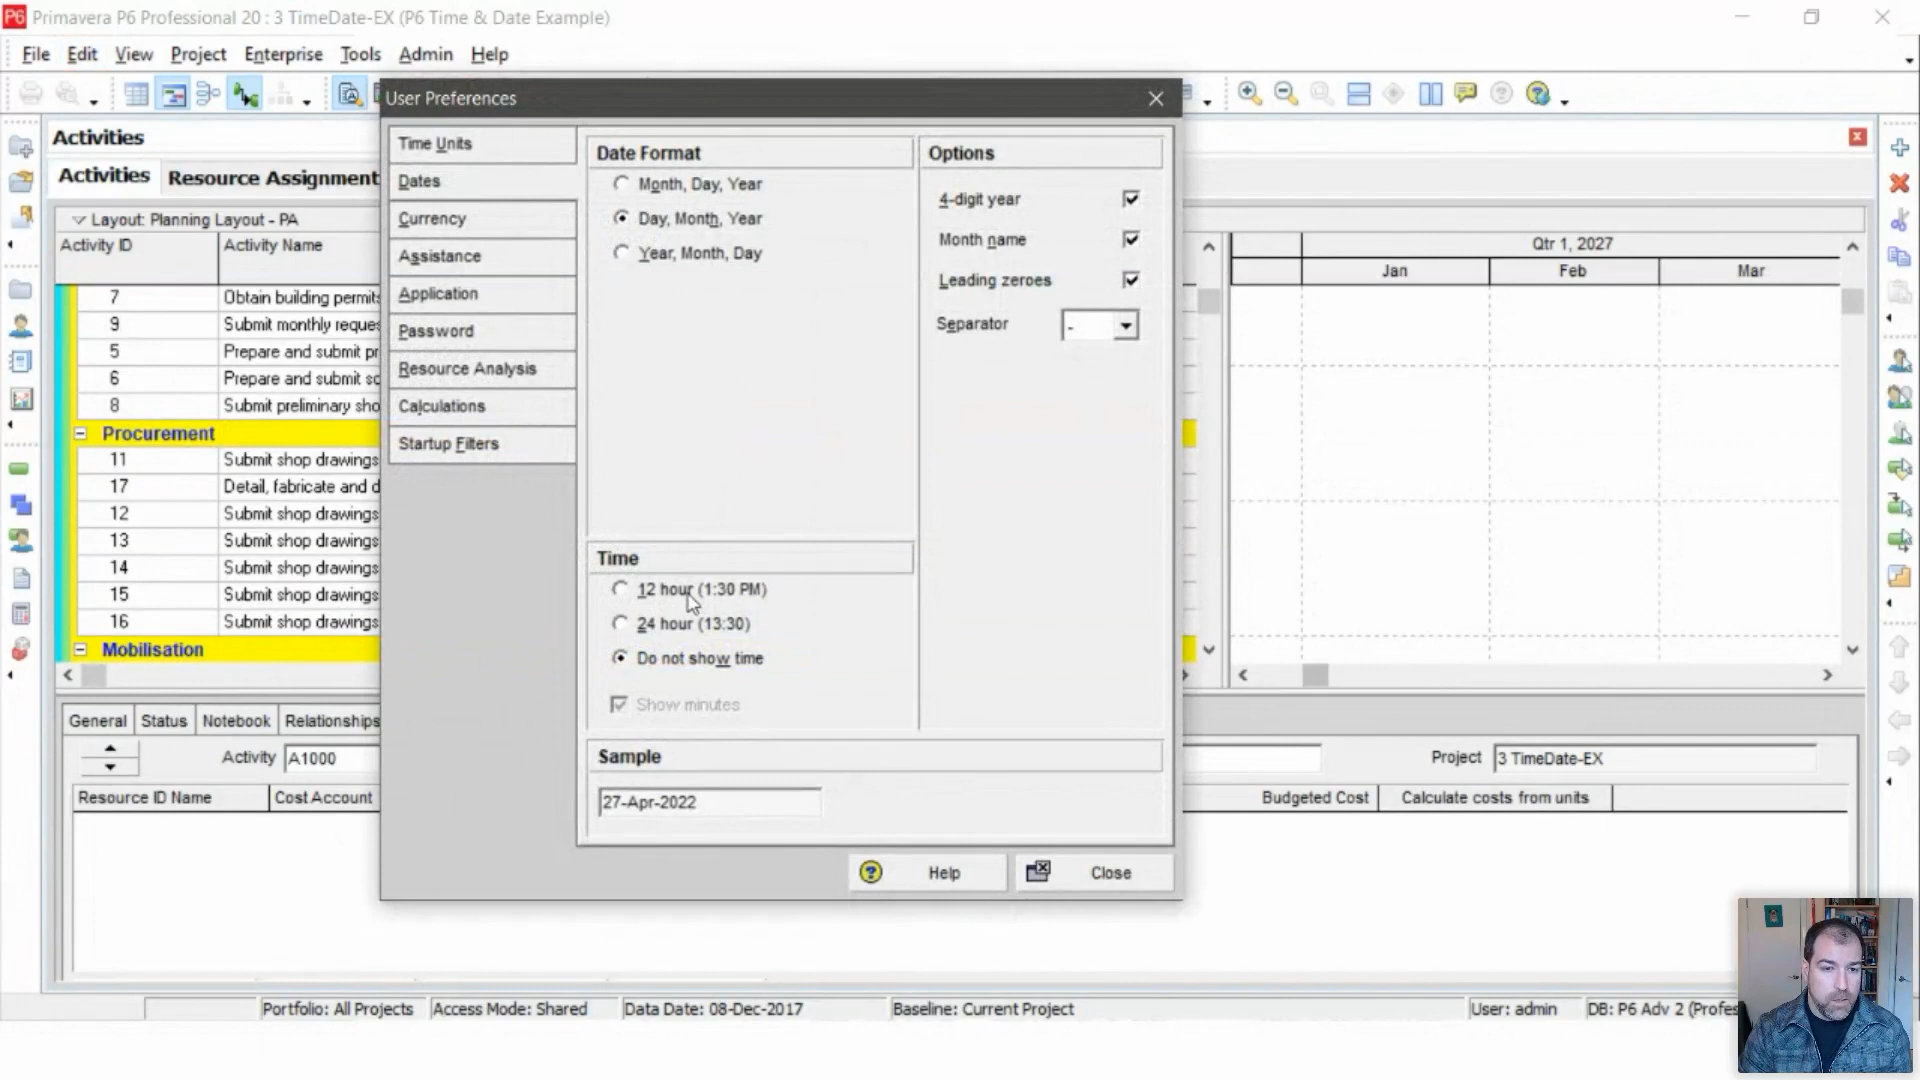 P6 Primavera P6 Professional 20 : 3 TimeDate-EX (P6 Time & Date Example)
File Edit View Project Enterprise Tools Admin Help
User Preferences
Activities
Activities Resource Assignment
Layout: Planning Layout - PA
Activity ID Activity Name
7 Obtain building permits
9 Submit monthly reque
5 Prepare and submit pr
6 Prepare and submit sc
8 Submit preliminary sho
Procurement
11 Submit shop drawings
17 Detail, fabricate and d
12 Submit shop drawings
13 Submit shop drawings
14 Submit shop drawings
15 Submit shop drawings
16 Submit shop drawings
Mobilisation
Time Units
Dates
Currency
Assistance
Application
Password
Resource Analysis
Calculations
Startup Filters
Date Format
Month, Day, Year
Day, Month, Year
Year, Month, Day
Options
4-digit year
Month name
Leading zeroes
Separator -
Time
12 hour (1:30 PM)
24 hour (13:30)
Do not show time
Show minutes
Sample
27-Apr-2022
Help Close
Qtr 1, 2027
Jan Feb Mar
General Status Notebook Relationships
Activity A1000 Project 3 TimeDate-EX
Resource ID Name Cost Account Budgeted Cost Calculate costs from units
Portfolio: All Projects Access Mode: Shared Data Date: 08-Dec-2017 Baseline: Current Project User: admin DB: P6 Adv 2 (Profes